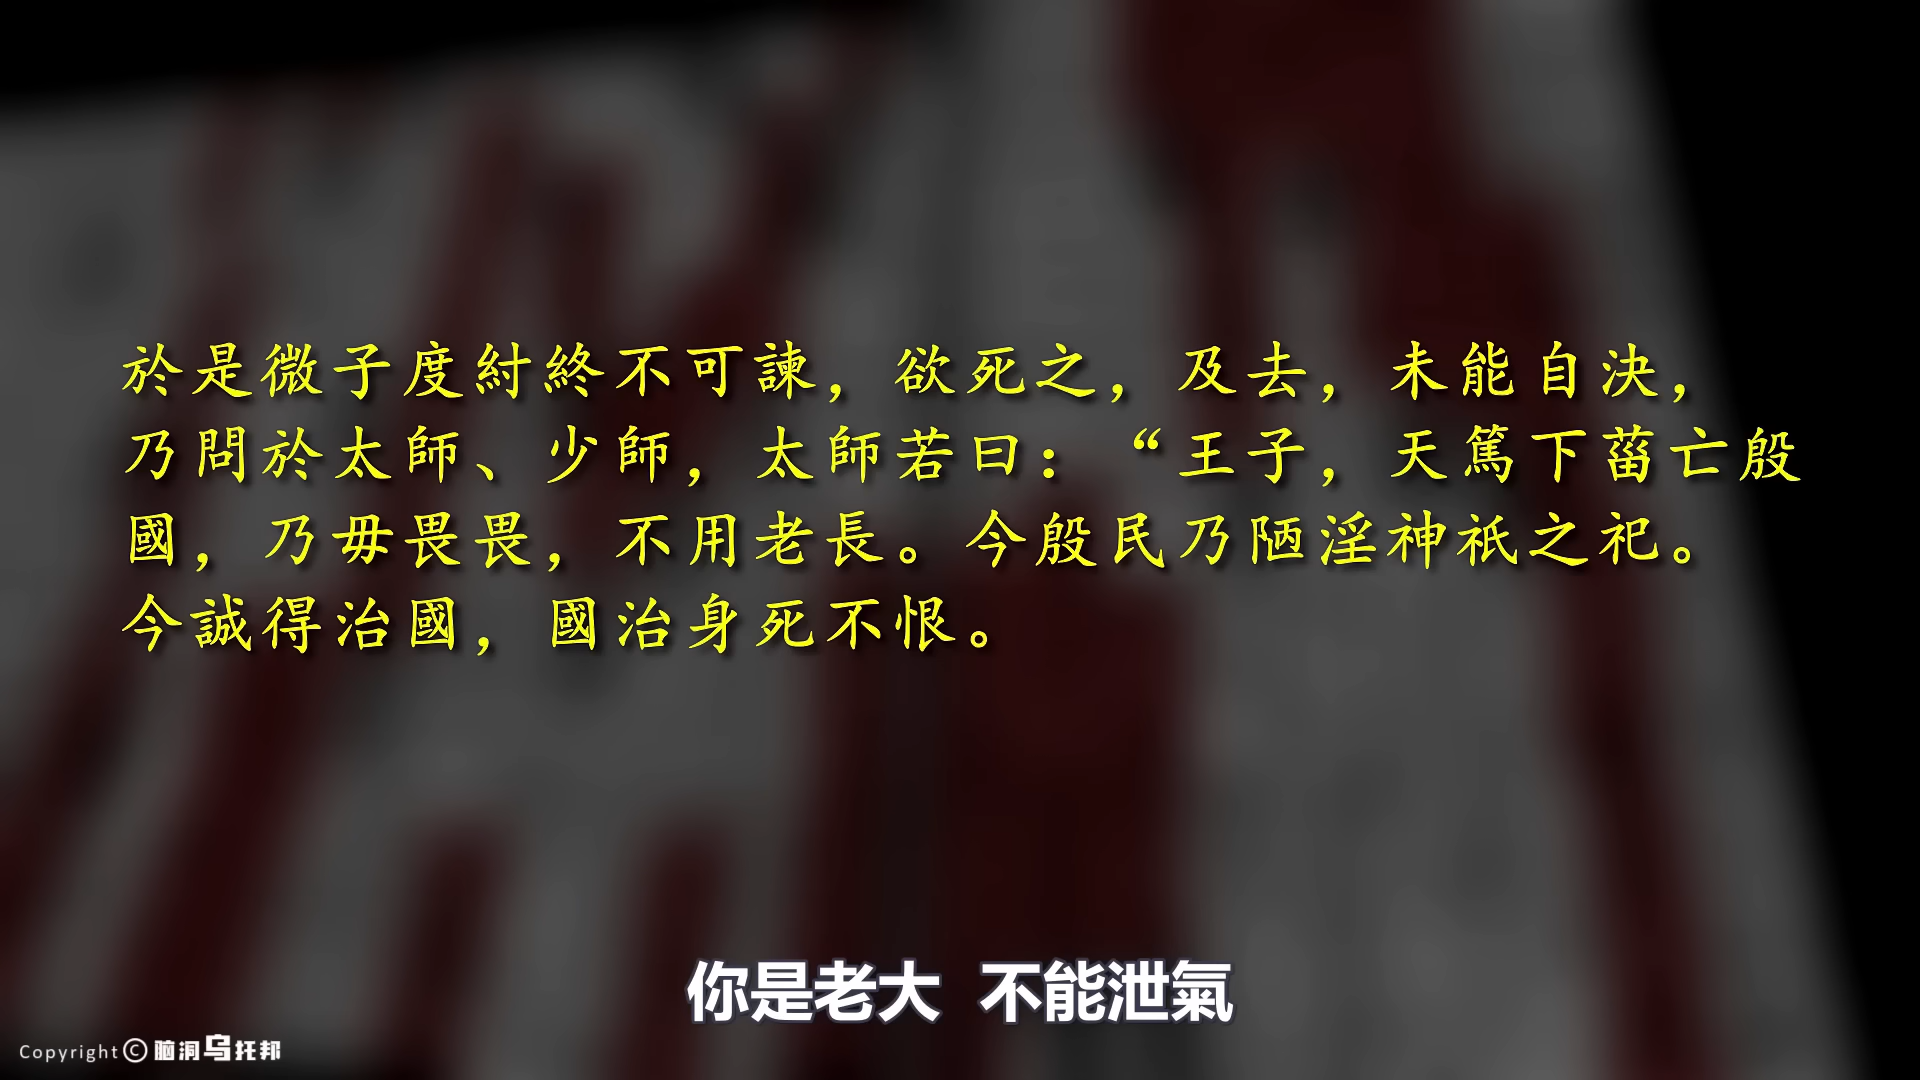 於是微子度紂終不可諫，欲死之，及去，未能自決，
乃問於太師、少師，太師若曰：“王子，天篤下菑亡殷
國，乃毋畏畏，不用老長。今殷民乃陋淫神祇之祀。
今誠得治國，國治身死不恨。
你是老大 不能泄氣
Copyright©脑洞乌托邦